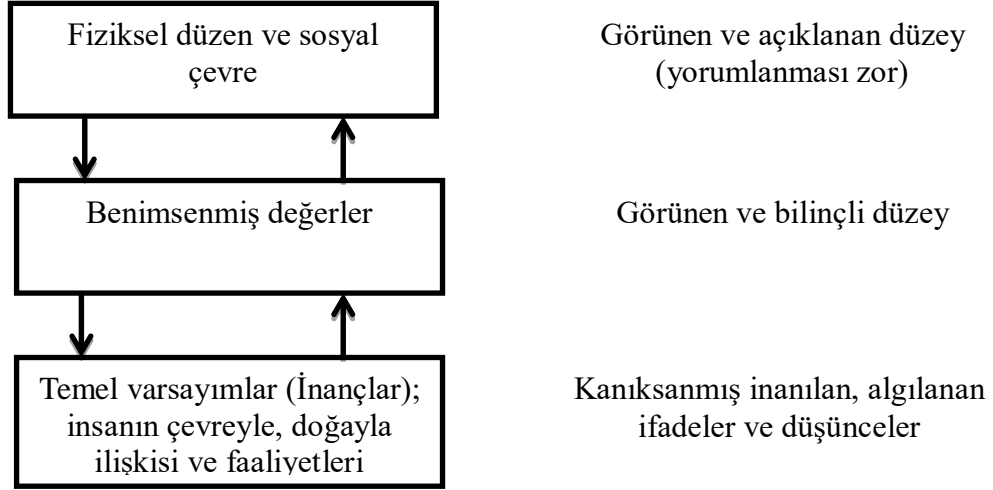 Fiziksel düzen ve sosyal
çevre
Görünen ve açıklanan düzey
(yorumlanması zor)
Benimsenmiş değerler
Görünen ve bilinçli düzey
Temel varsayımlar (İnançlar);
insanın çevreyle, doğayla
ilişkisi ve faaliyetleri
Kanıksanmış inanılan, algılanan
ifadeler ve düşünceler